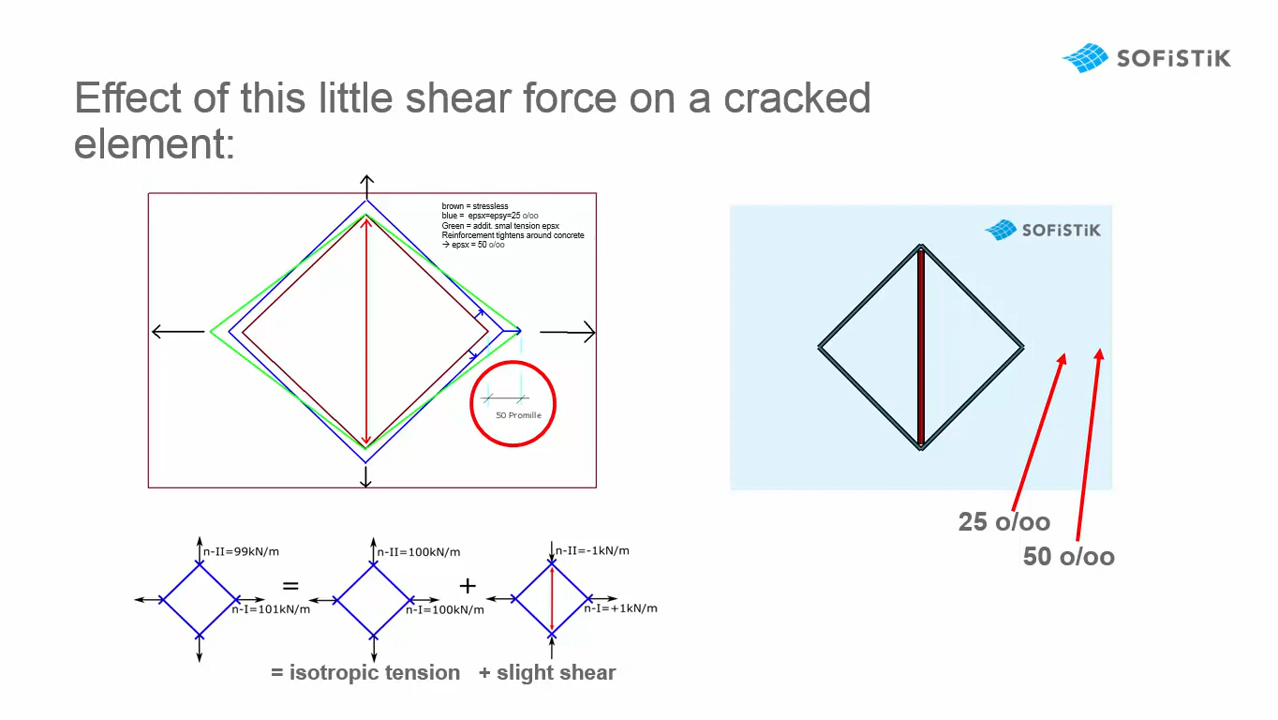 SOFiSTiK
Effect of this little shear force on a cracked
element:
brown = stressless
blue = epsx=epsy=25 o/oo
Green = addit. smal tension epsx
Reinforcement tightens around concrete
→ epsx = 50 o/oo
50 Promille
SOFiSTiK
25 o/oo
50 o/oo
n-II=99kN/m
n-I=101kN/m
=
n-II=100kN/m
n-I=100kN/m
+
n-II=-1kN/m
n-I=+1kN/m
= isotropic tension + slight shear